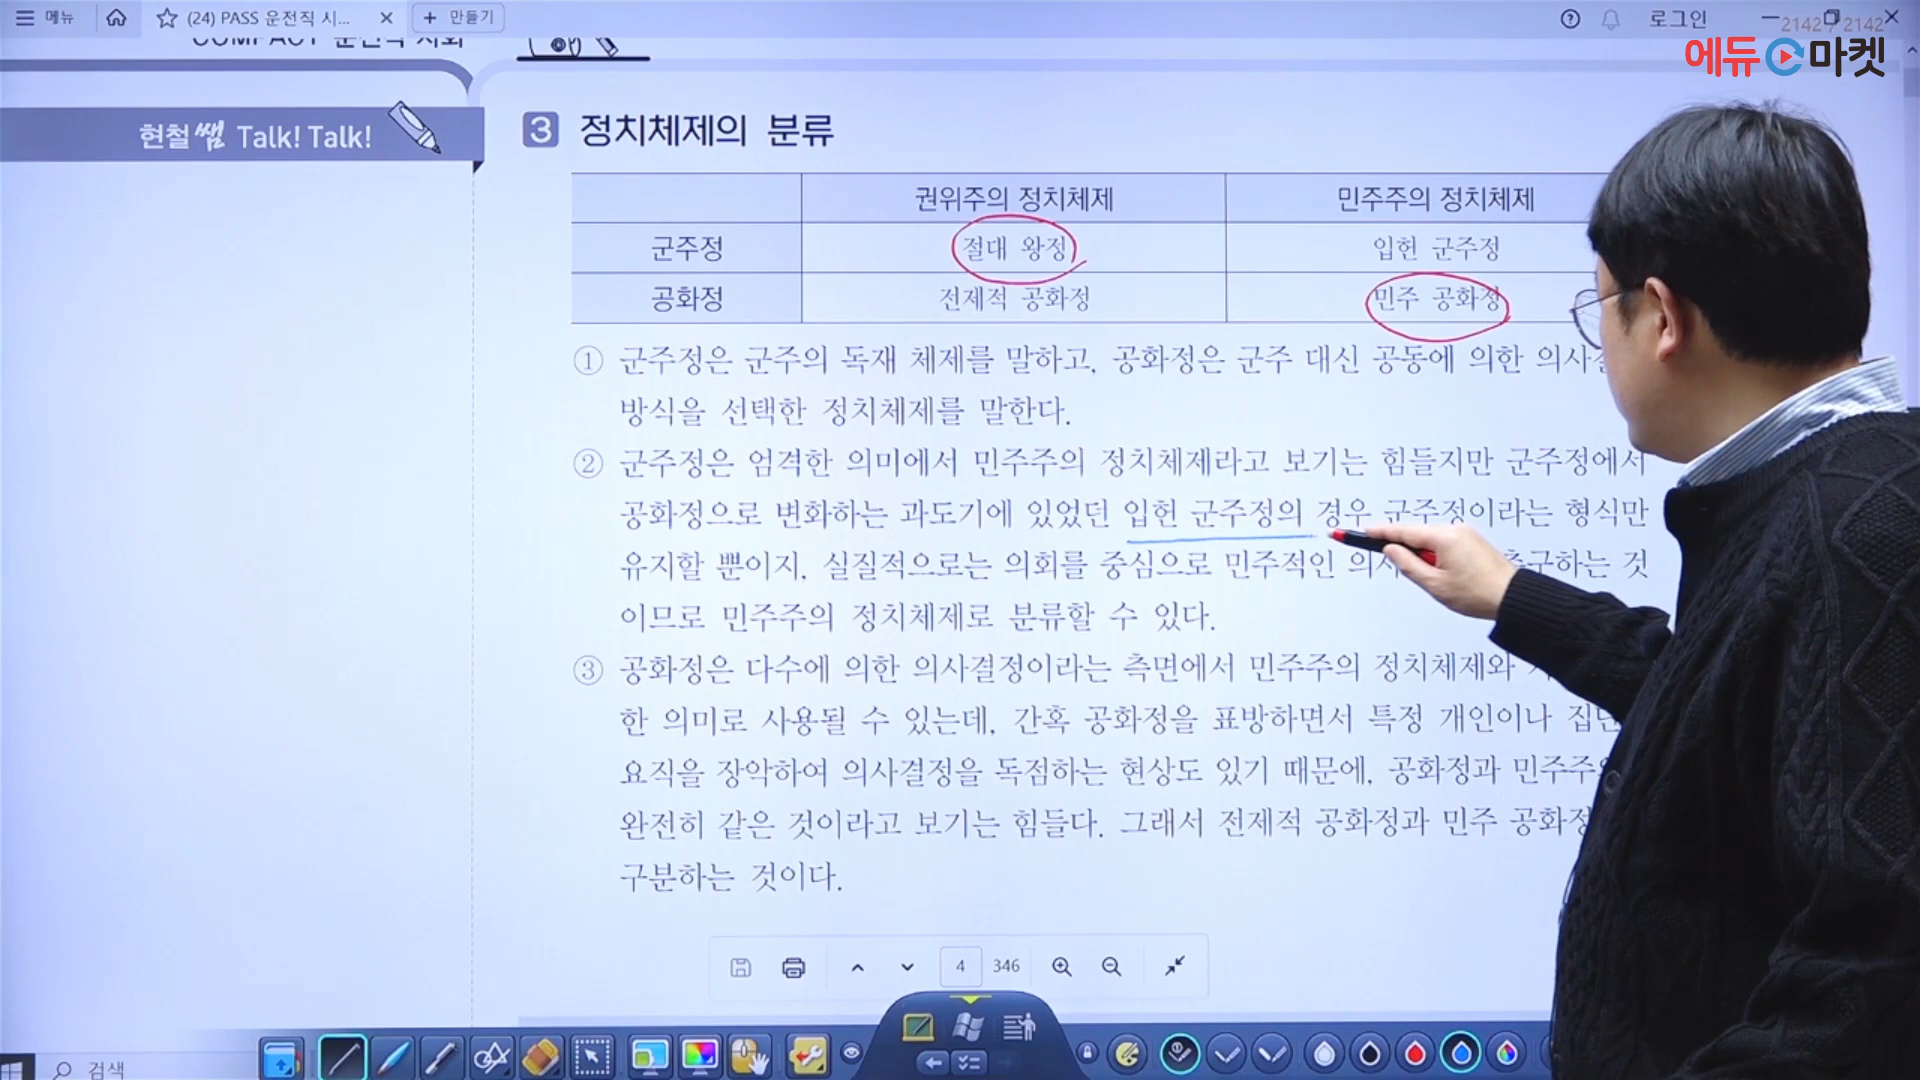 메뉴
(24) PASS 운전직 시...
만들기
로그인
2142 / 2142
에듀 마켓
COMPACT 운전직 사회
현철쌤 Talk! Talk!
3 정치체제의 분류
권위주의 정치체제 민주주의 정치체제
군주정 절대 왕정 입헌 군주정
공화정 전제적 공화정 민주 공화정
① 군주정은 군주의 독재 체제를 말하고, 공화정은 군주 대신 공동에 의한
방식을 선택한 정치체제를 말한다.
② 군주정은 엄격한 의미에서 민주주의 정치체제라고 보기는 힘들지만 군주정에서
공화정으로 변화하는 과도기에 있었던 입헌 군주정의 경우 군주정이라는 형식만
유지할 뿐이지, 실질적으로는 의회를 중심으로 민주적인 추구하는 것
이므로 민주주의 정치체제로 분류할 수 있다.
③ 공화정은 다수에 의한 의사결정이라는 측면에서 민주주의 정치체제와
한 의미로 사용될 수 있는데, 간혹 공화정을 표방하면서 특정 개인이나
요직을 장악하여 의사결정을 독점하는 현상도 있기 때문에, 공화정과
완전히 같은 것이라고 보기는 힘들다. 그래서 전제적 공화정과 민주
구분하는 것이다.
4 346
검색